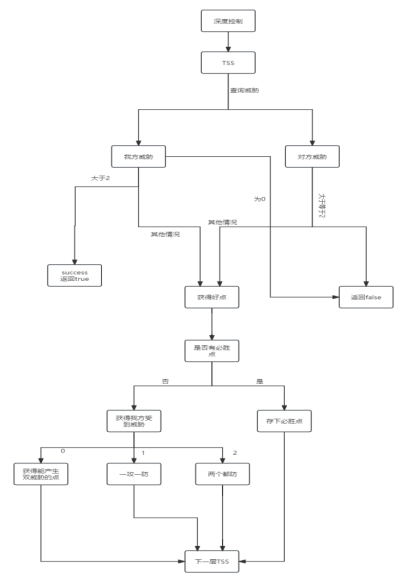 深度控制
TSS
查询威胁
我方威胁
对方威胁
大于2
为0
大于等于2
其他情况
其他情况
success
返回true
获得好点
返回false
是否有必胜
点
否
是
获得我方受
到威胁
存下必胜点
0
1
2
获得能产生
双威胁的点
一攻一防
两个都防
下一层TSS